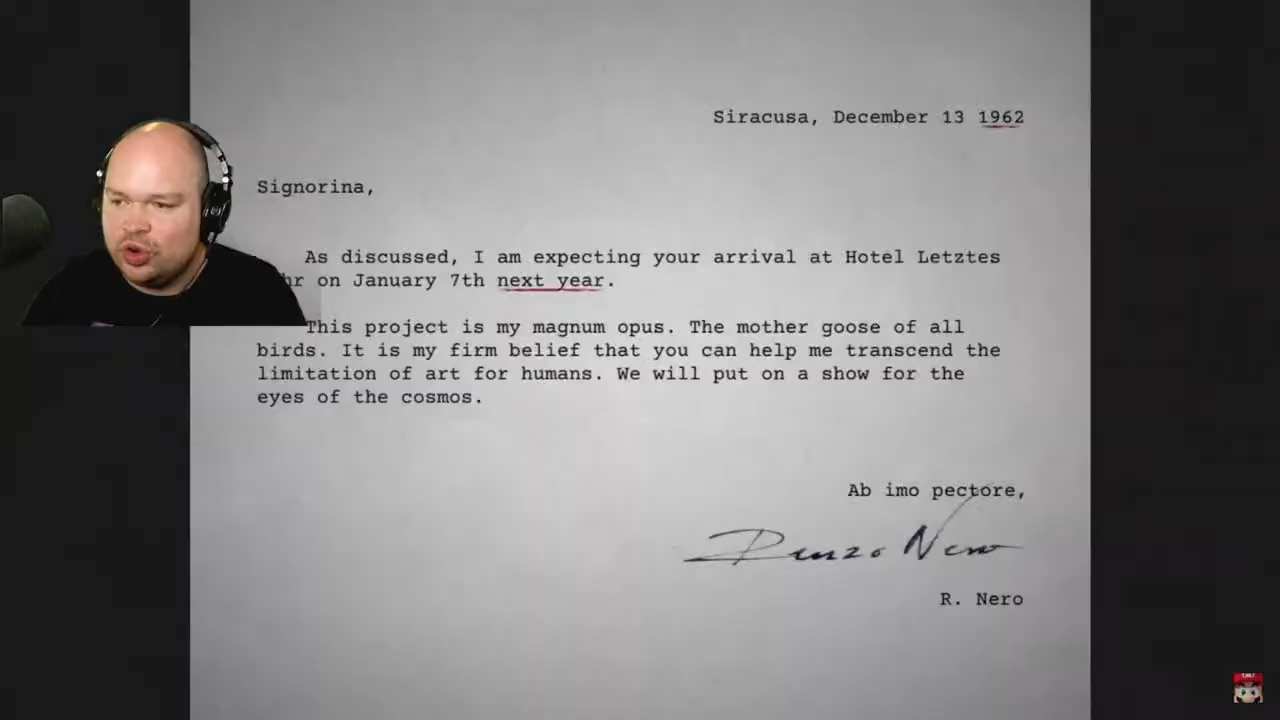 Siracusa, December 13 1962
Signorina,
As discussed, I am expecting your arrival at Hotel Letztes
hr on January 7th next year.
This project is my magnum opus. The mother goose of all
birds. It is my firm belief that you can help me transcend the
limitation of art for humans. We will put on a show for the
eyes of the cosmos.
Ab imo pectore,
Renzo Nero
R. Nero